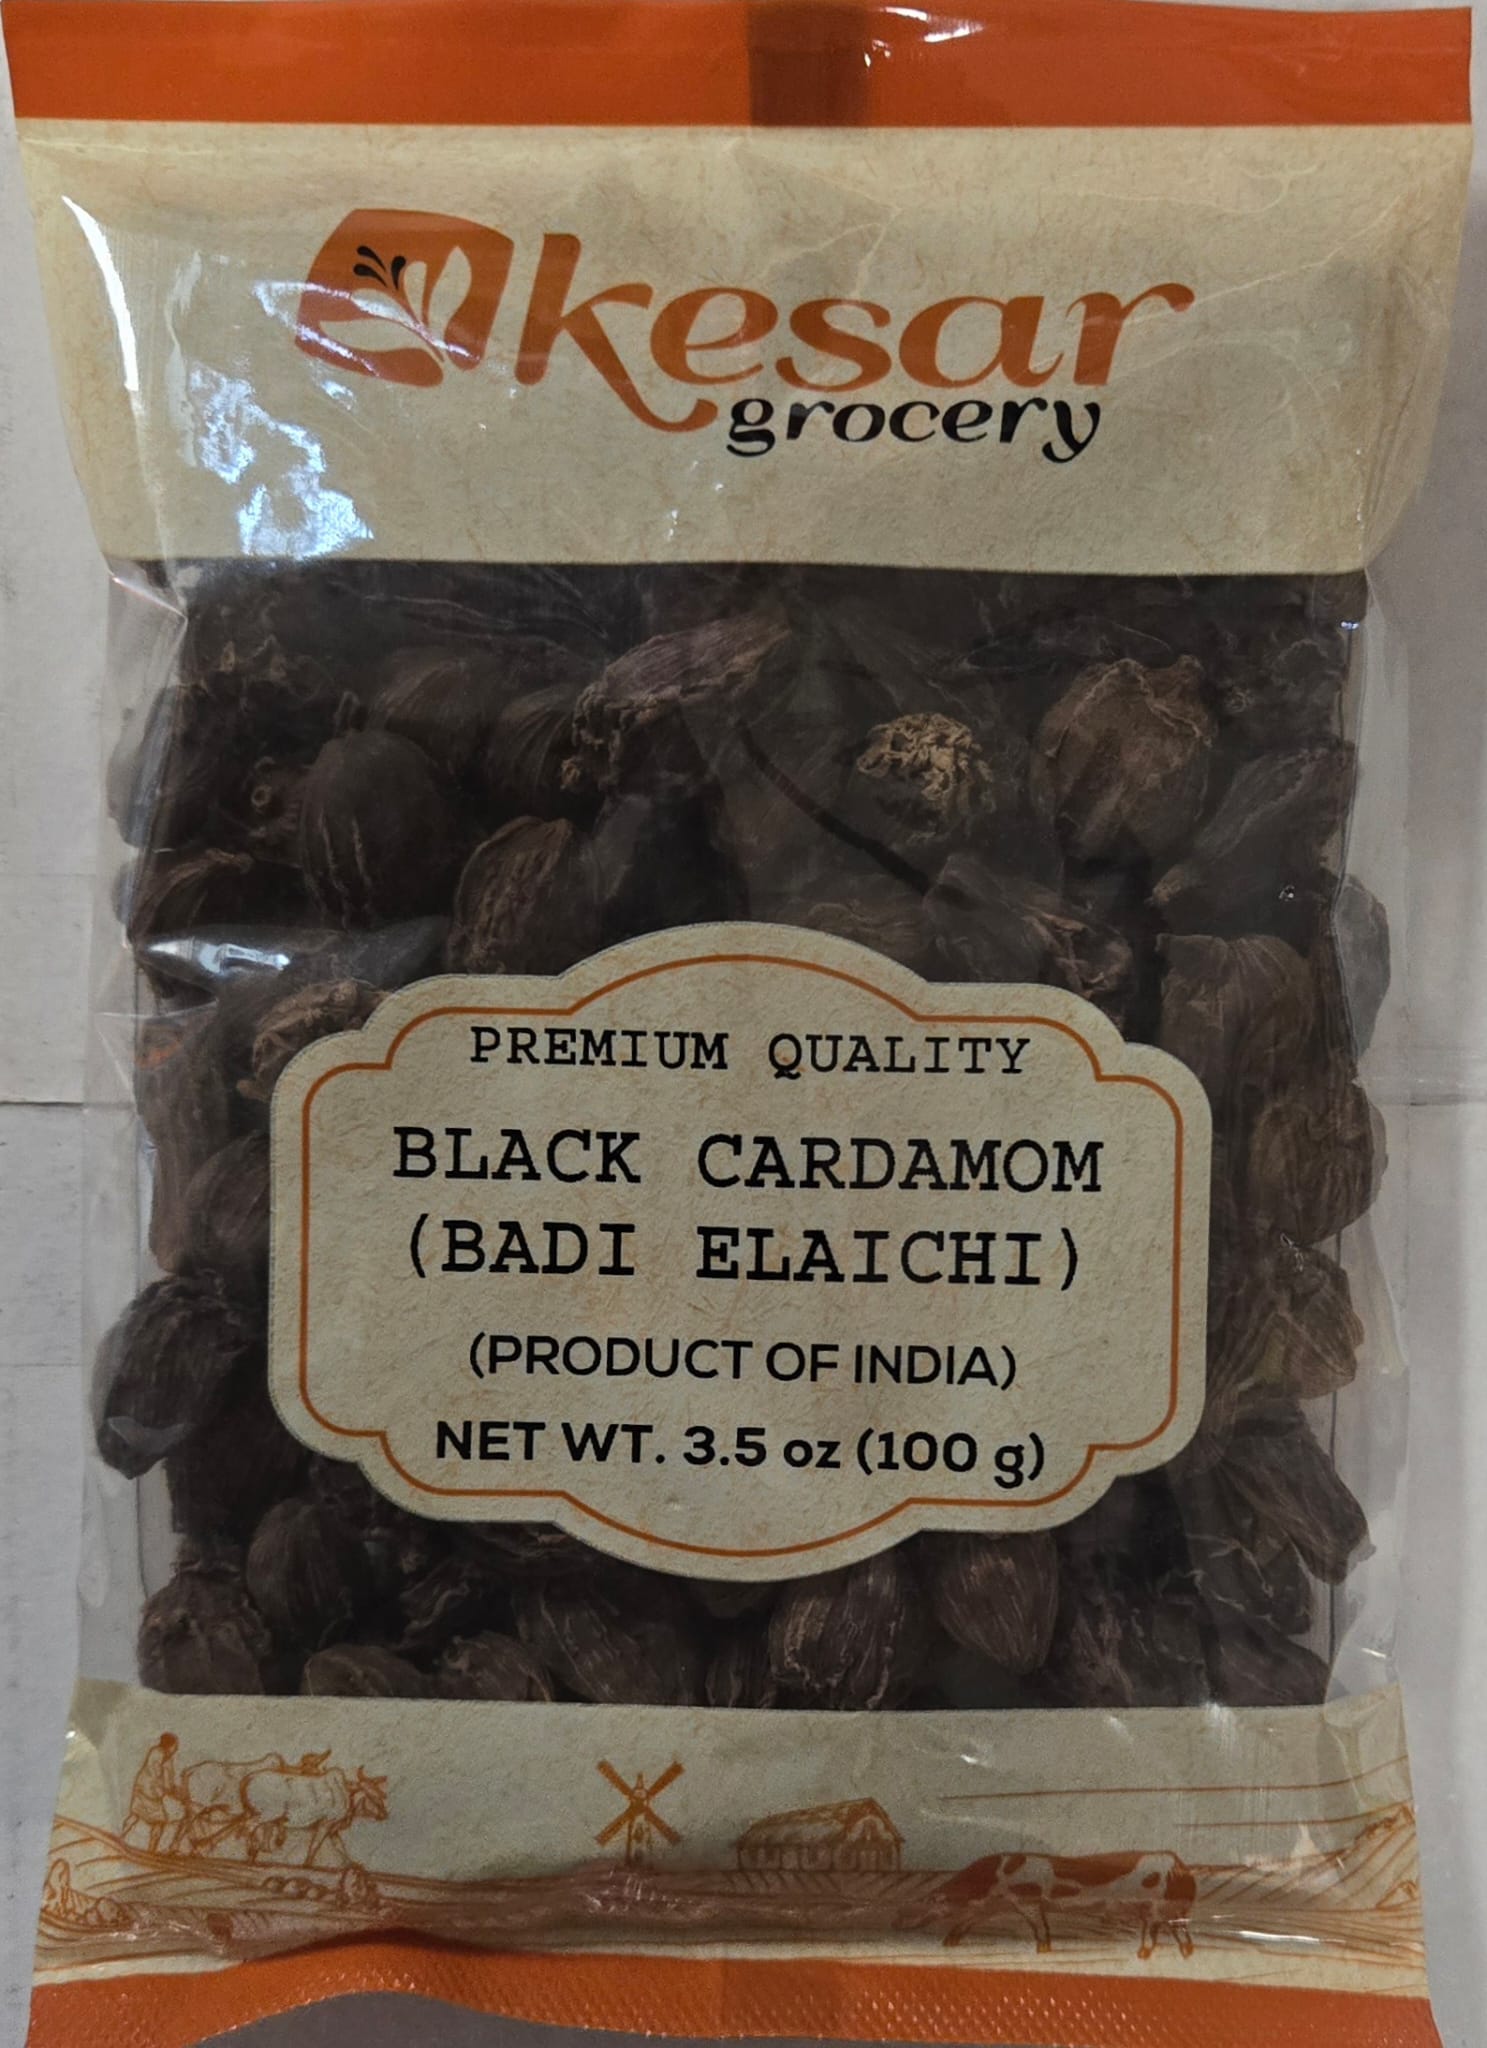 kesar
grocery
PREMIUM QUALITY
BLACK CARDAMOM
(BADI ELAICHI)
(PRODUCT OF INDIA)
NET WT. 3.5 oz (100 g)